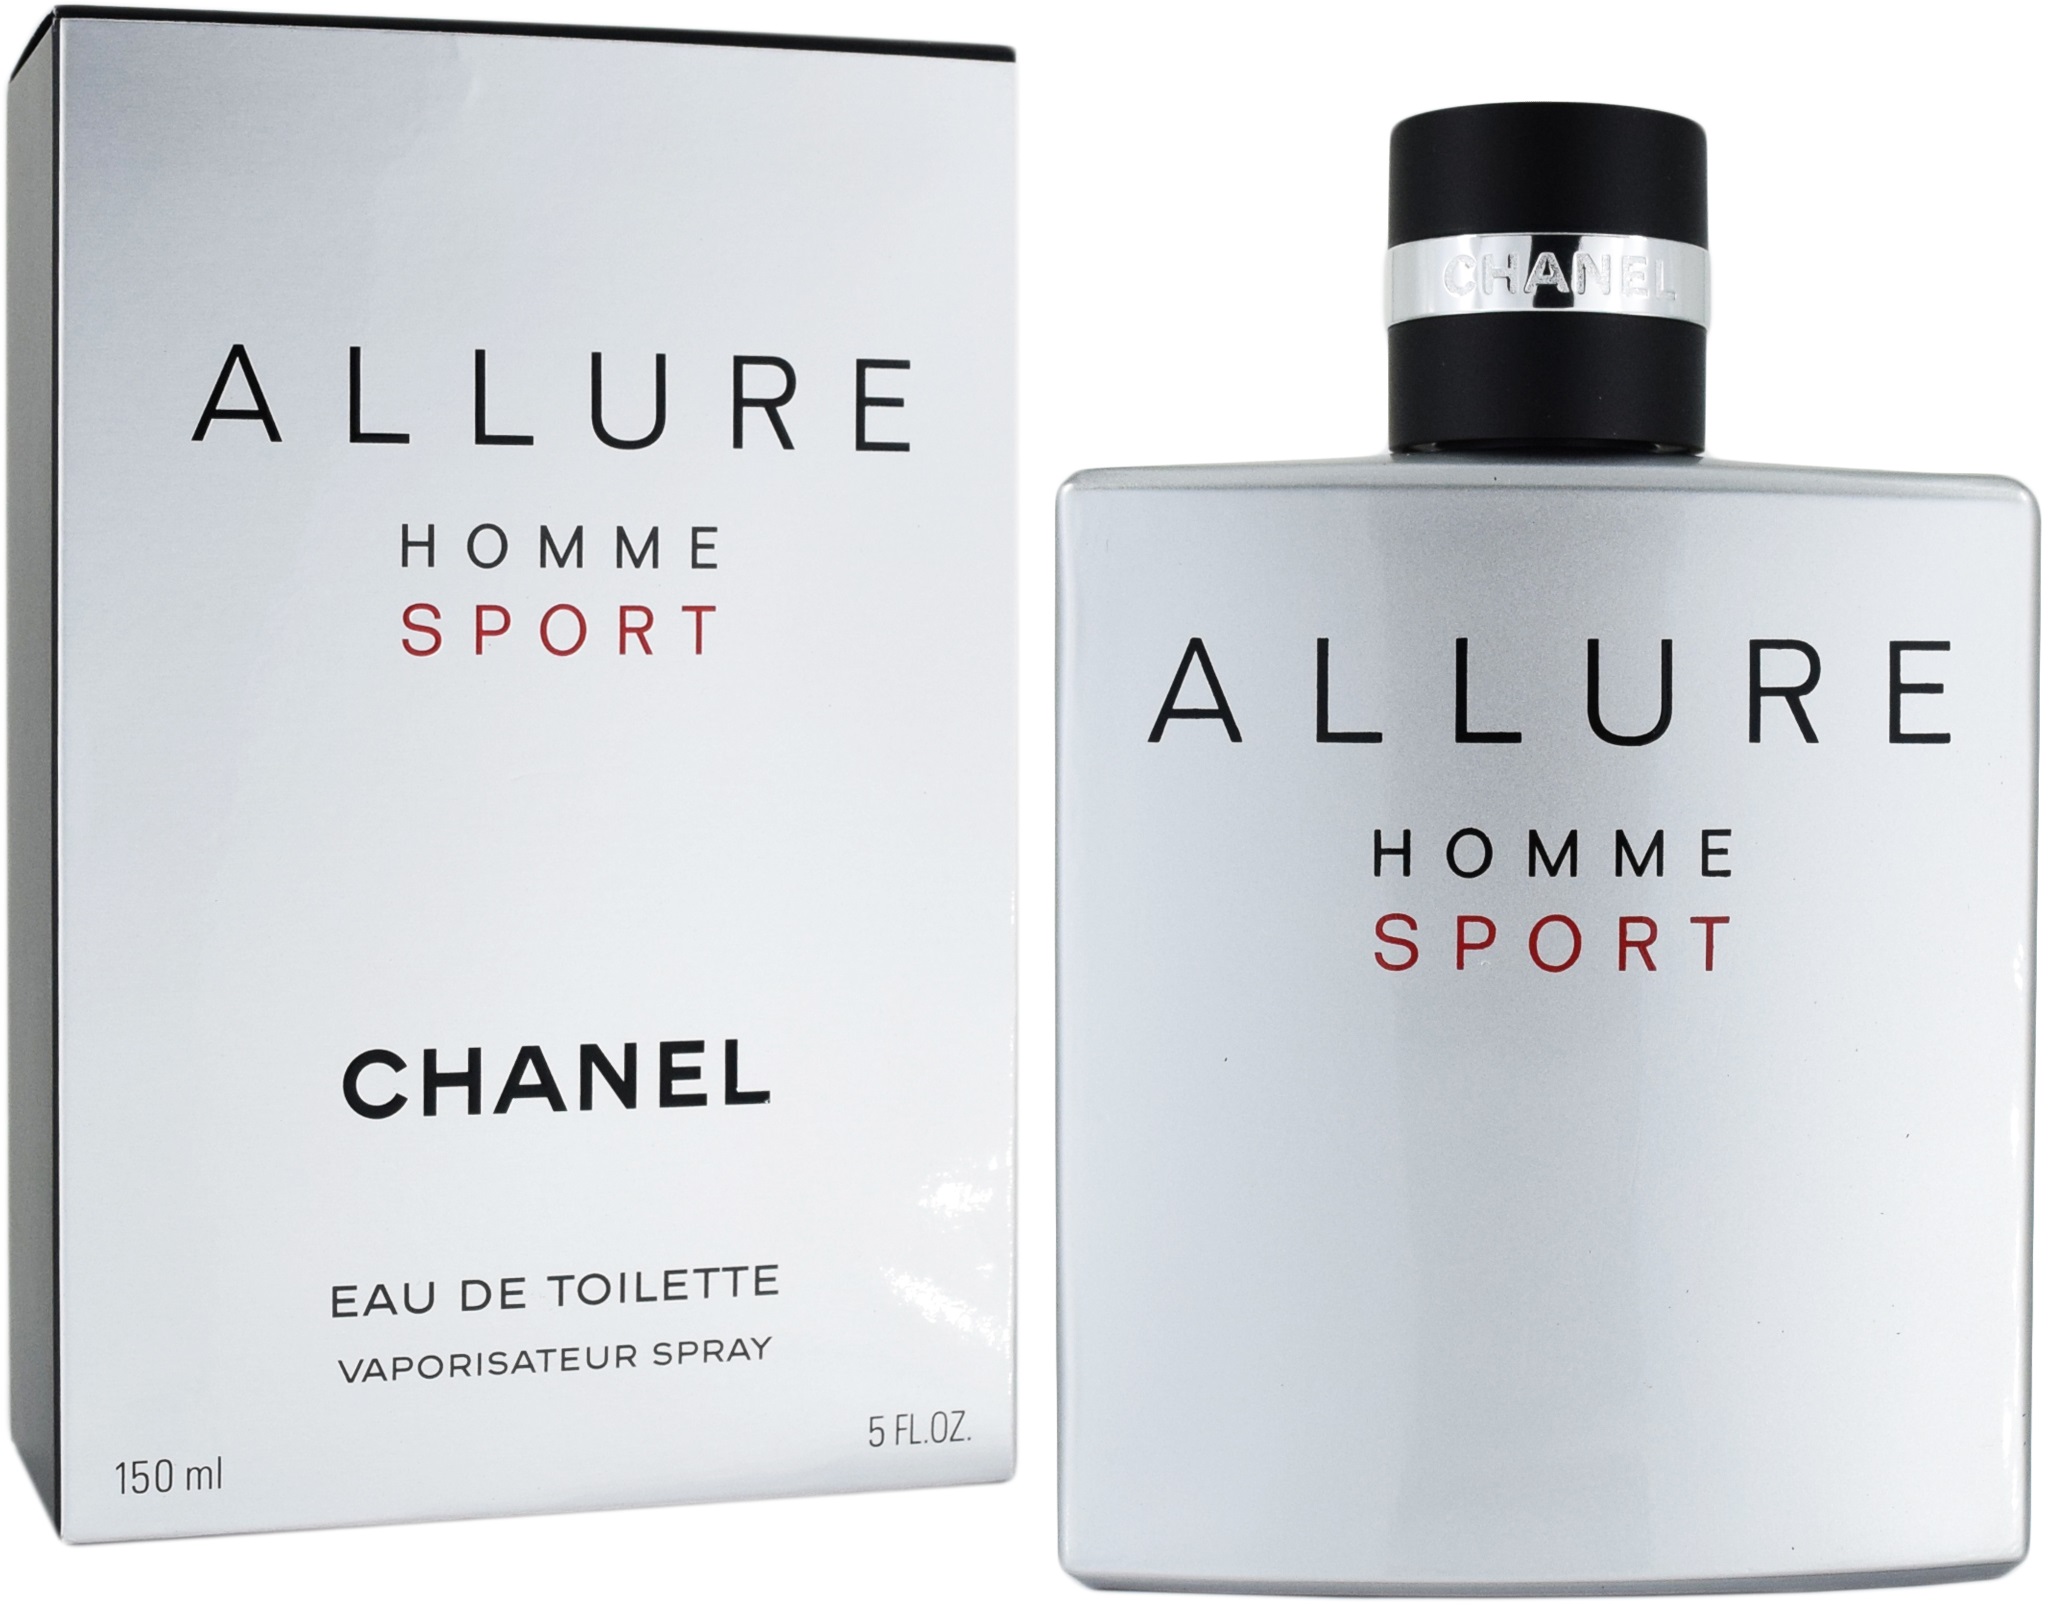 ALLURE
HOMME
SPORT
CHANEL
EAU DE TOILETTE
VAPORISATEUR SPRAY
150 ml
5 FL.OZ.
CHANEL
ALLURE
HOMME
SPORT